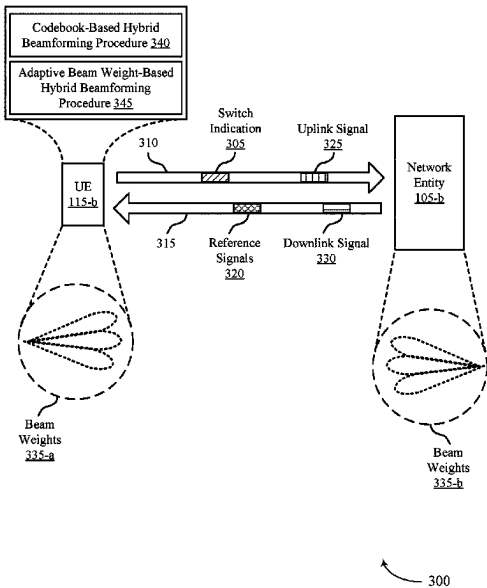 Codebook-Based Hybrid
Beamforming Procedure 340
Adaptive Beam Weight-Based
Hybrid Beamforming
Procedure 345
Switch
Indication
305
Uplink Signal
325
310
UE
115-b
Network
Entity
105-b
315
Reference
Signals
320
Downlink Signal
330
Beam
Weights
335-a
Beam
Weights
335-b
300